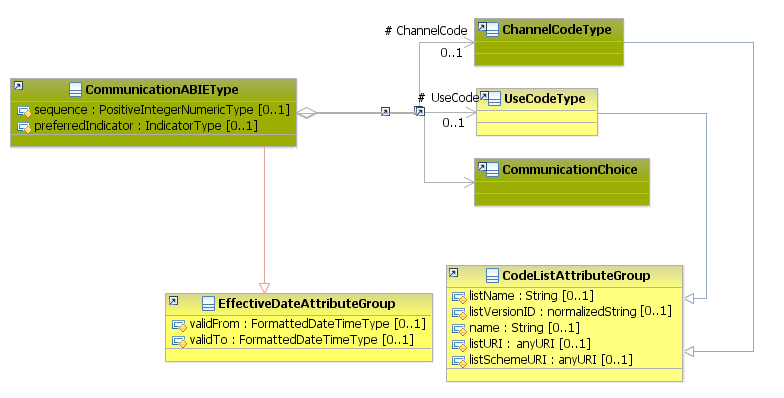 # ChannelCode
0..1
ChannelCodeType
CommunicationABIEType
sequence : PositiveIntegerNumericType [0..1]
preferredIndicator : IndicatorType [0..1]
# UseCode
0..1
UseCodeType
CommunicationChoice
EffectiveDateAttributeGroup
validFrom : FormattedDateTimeType [0..1]
validTo : FormattedDateTimeType [0..1]
CodeListAttributeGroup
listName : String [0..1]
listVersionID : normalizedString [0..1]
name : String [0..1]
listURI : anyURI [0..1]
listSchemeURI : anyURI [0..1]